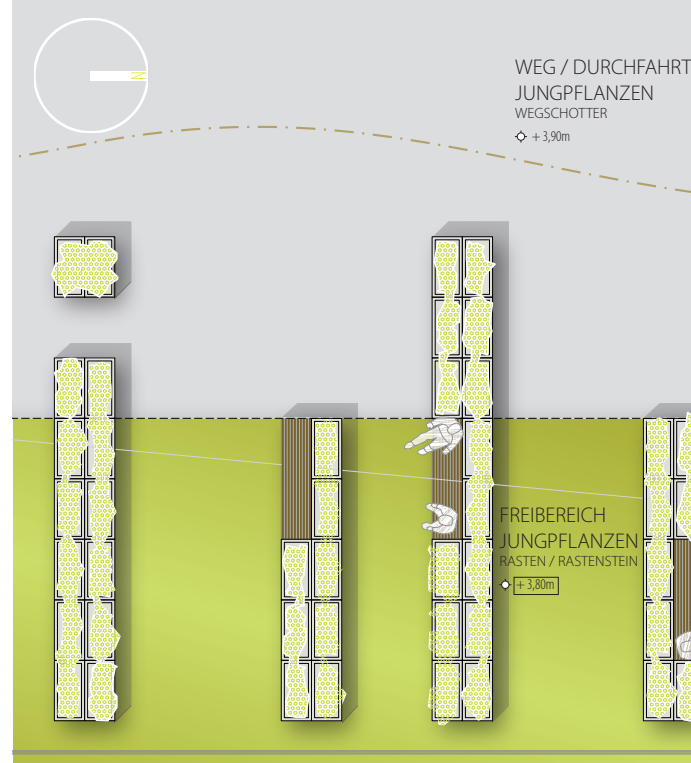 N
WEG / DURCHFAHRT
JUNGPFLANZEN
WEGSCHOTTER
+ 3,90m
FREIBEREICH
JUNGPFLANZEN
RASTEN / RASTENSTEIN
+ 3,80m